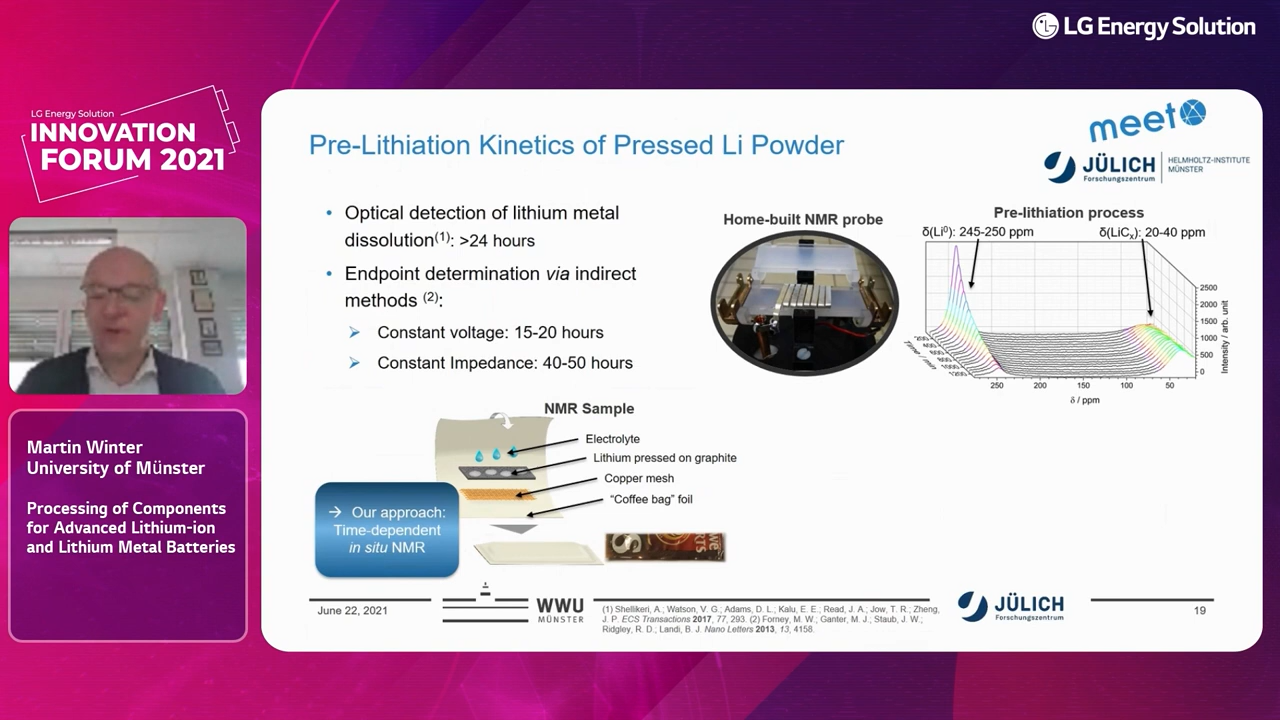 LG Energy Solution
LG Energy Solution
INNOVATION
FORUM 2021
Martin Winter
University of Münster
Processing of Components
for Advanced Lithium-ion
and Lithium Metal Batteries
Pre-Lithiation Kinetics of Pressed Li Powder
meet
JÜLICH
Forschungszentrum
HELMHOLTZ-INSTITUTE
MÜNSTER
• Optical detection of lithium metal
dissolution(1): >24 hours
• Endpoint determination via indirect
methods (2):
➢ Constant voltage: 15-20 hours
➢ Constant Impedance: 40-50 hours
Home-built NMR probe
Pre-lithiation process
δ(Li⁰): 245-250 ppm
δ(LiCₓ): 20-40 ppm
2500
2000
1500
1000
500
0
Intensity / arb. unit
Time / min
250
200
150
100
50
δ / ppm
NMR Sample
Electrolyte
Lithium pressed on graphite
Copper mesh
“Coffee bag” foil
→ Our approach:
Time-dependent
in situ NMR
June 22, 2021
WWU
MÜNSTER
(1) Shellikeri, A.; Watson, V. G.; Adams, D. L.; Kalu, E. E.; Read, J. A.; Jow, T. R.; Zheng,
J. P. ECS Transactions 2017, 77, 293. (2) Forney, M. W.; Ganter, M. J.; Staub, J. W.;
Ridgley, R. D.; Landi, B. J. Nano Letters 2013, 13, 4158.
JÜLICH
Forschungszentrum
19